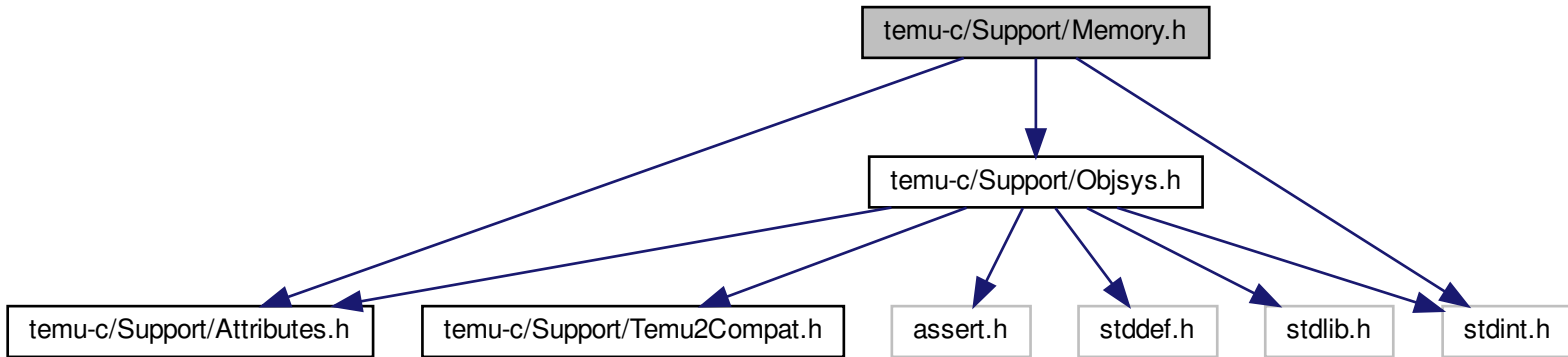 temu-c/Support/Memory.h
temu-c/Support/Objsys.h
temu-c/Support/Attributes.h
temu-c/Support/Temu2Compat.h
assert.h
stddef.h
stdlib.h
stdint.h